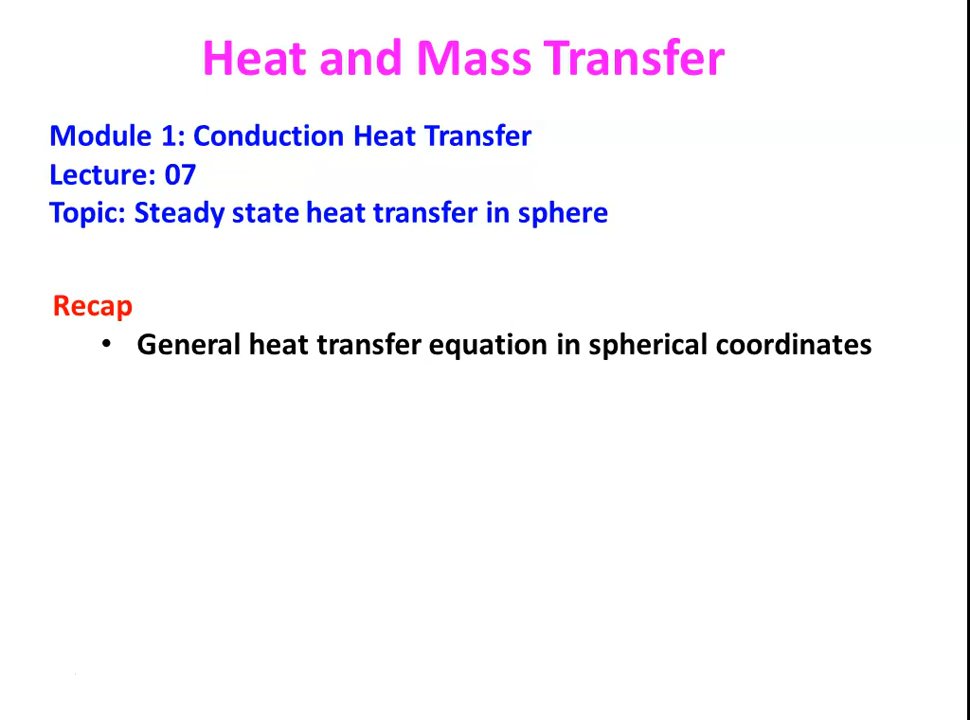 Heat and Mass Transfer
Module 1: Conduction Heat Transfer
Lecture: 07
Topic: Steady state heat transfer in sphere
Recap
• General heat transfer equation in spherical coordinates